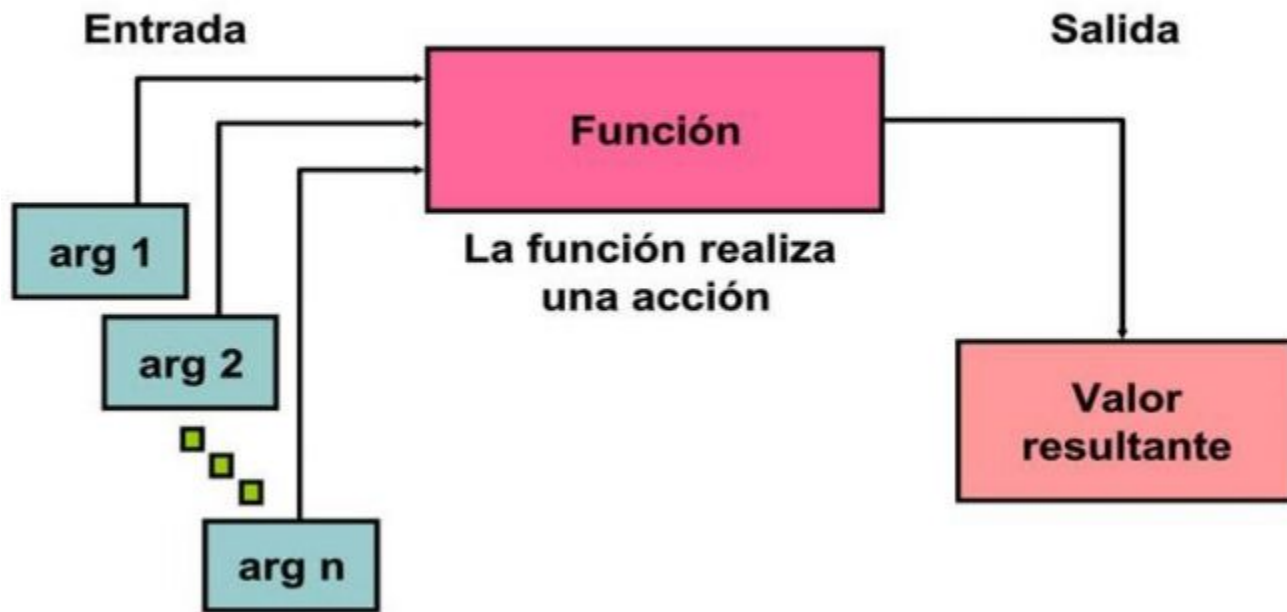 Entrada
Salida
Función
La función realiza
una acción
arg 1
arg 2
arg n
Valor
resultante